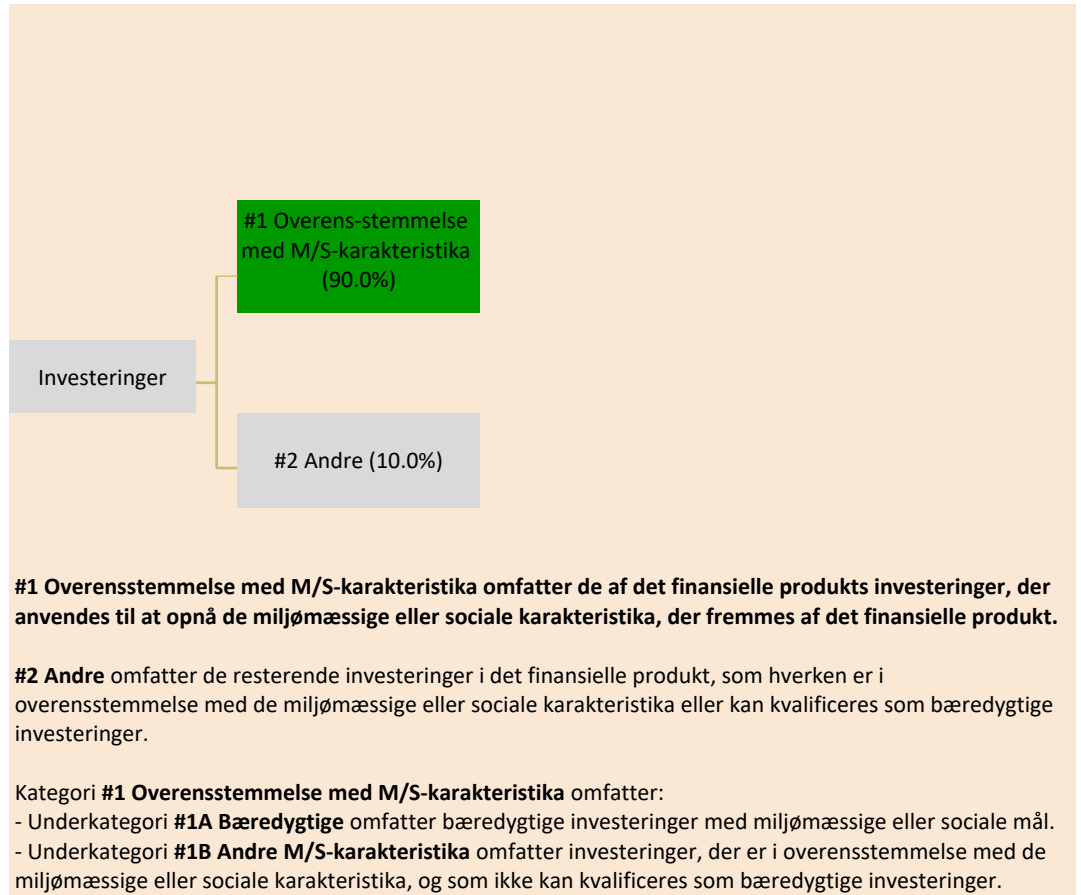 #1 Overens-stemmelse
med M/S-karakteristika
(90.0%)
Investeringer
#2 Andre (10.0%)
#1 Overensstemmelse med M/S-karakteristika omfatter de af det finansielle produkts investeringer, der
anvendes til at opnå de miljømæssige eller sociale karakteristika, der fremmes af det finansielle produkt.
#2 Andre omfatter de resterende investeringer i det finansielle produkt, som hverken er i
overensstemmelse med de miljømæssige eller sociale karakteristika eller kan kvalificeres som bæredygtige
investeringer.
Kategori #1 Overensstemmelse med M/S-karakteristika omfatter:
- Underkategori #1A Bæredygtige omfatter bæredygtige investeringer med miljømæssige eller sociale mål.
- Underkategori #1B Andre M/S-karakteristika omfatter investeringer, der er i overensstemmelse med de
miljømæssige eller sociale karakteristika, og som ikke kan kvalificeres som bæredygtige investeringer.